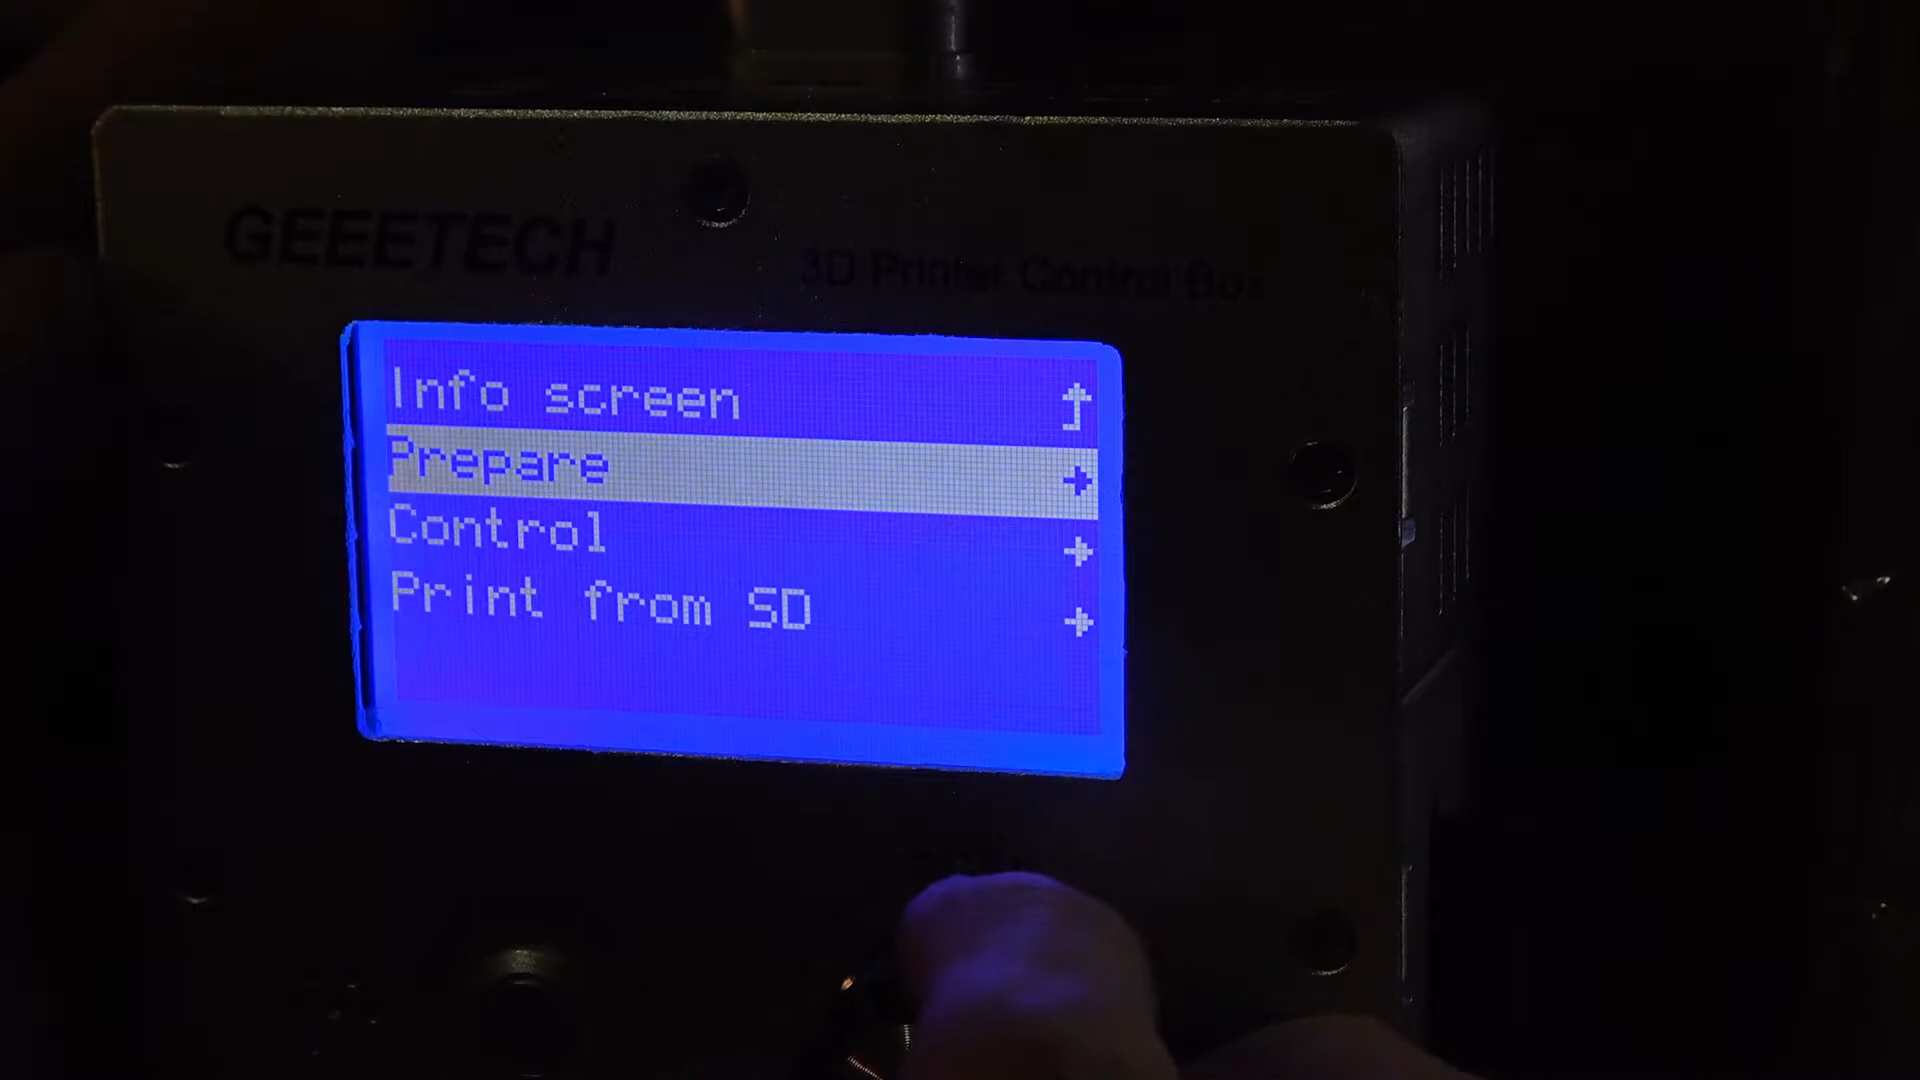 GEEETECH
3D Printer Control Box
Info screen
Prepare
Control
Print from SD